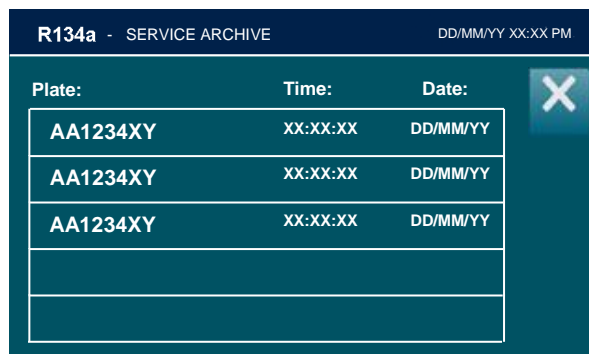 R134a - SERVICE ARCHIVE DD/MM/YY XX:XX PM
Plate: Time: Date:
AA1234XY XX:XX:XX DD/MM/YY
AA1234XY XX:XX:XX DD/MM/YY
AA1234XY XX:XX:XX DD/MM/YY